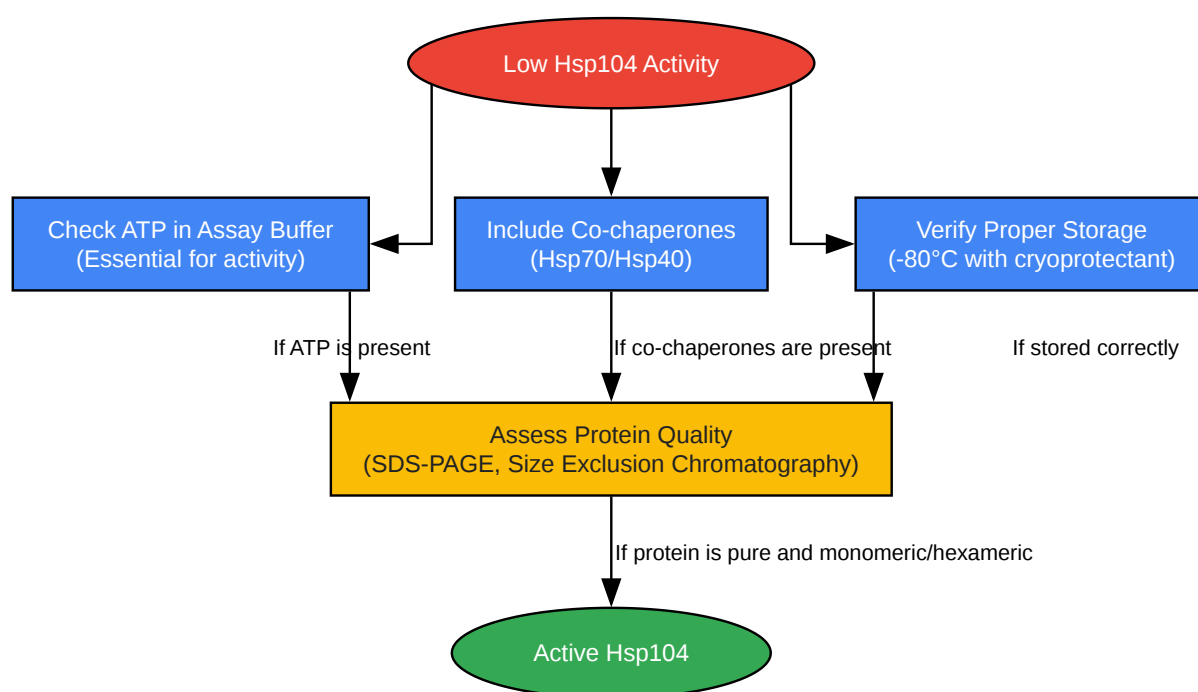 Low Hsp104 Activity
Check ATP in Assay Buffer
(Essential for activity)
Include Co-chaperones
(Hsp70/Hsp40)
Verify Proper Storage
(-80°C with cryoprotectant)
If ATP is present
If co-chaperones are present
If stored correctly
Assess Protein Quality
(SDS-PAGE, Size Exclusion Chromatography)
If protein is pure and monomeric/hexameric
Active Hsp104